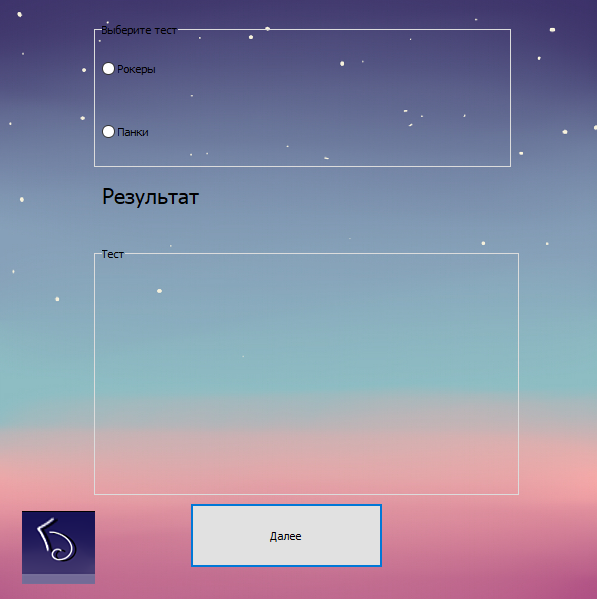 Выберите тест
Рокеры
Панки
Результат
Тест
Далее